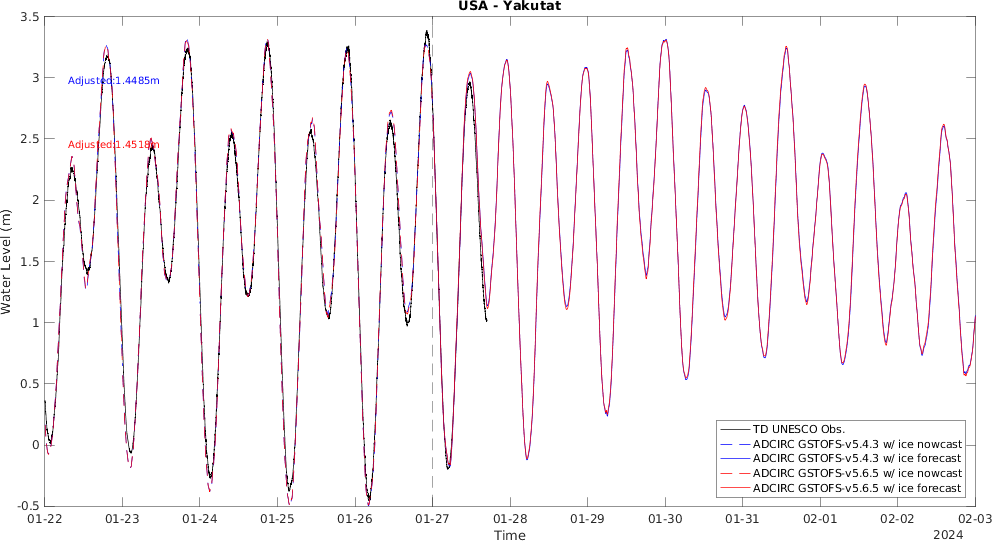 USA - Yakutat
3.5
3
2.5
2
1.5
1
0.5
0
-0.5
Water Level (m)
Adjusted:1.4485m
Adjusted:1.4518m
TD UNESCO Obs.
ADCIRC GSTOFS-v5.4.3 w/ ice nowcast
ADCIRC GSTOFS-v5.4.3 w/ ice forecast
ADCIRC GSTOFS-v5.6.5 w/ ice nowcast
ADCIRC GSTOFS-v5.6.5 w/ ice forecast
01-22 01-23 01-24 01-25 01-26 01-27 01-28 01-29 01-30 01-31 02-01 02-02 02-03
Time
2024